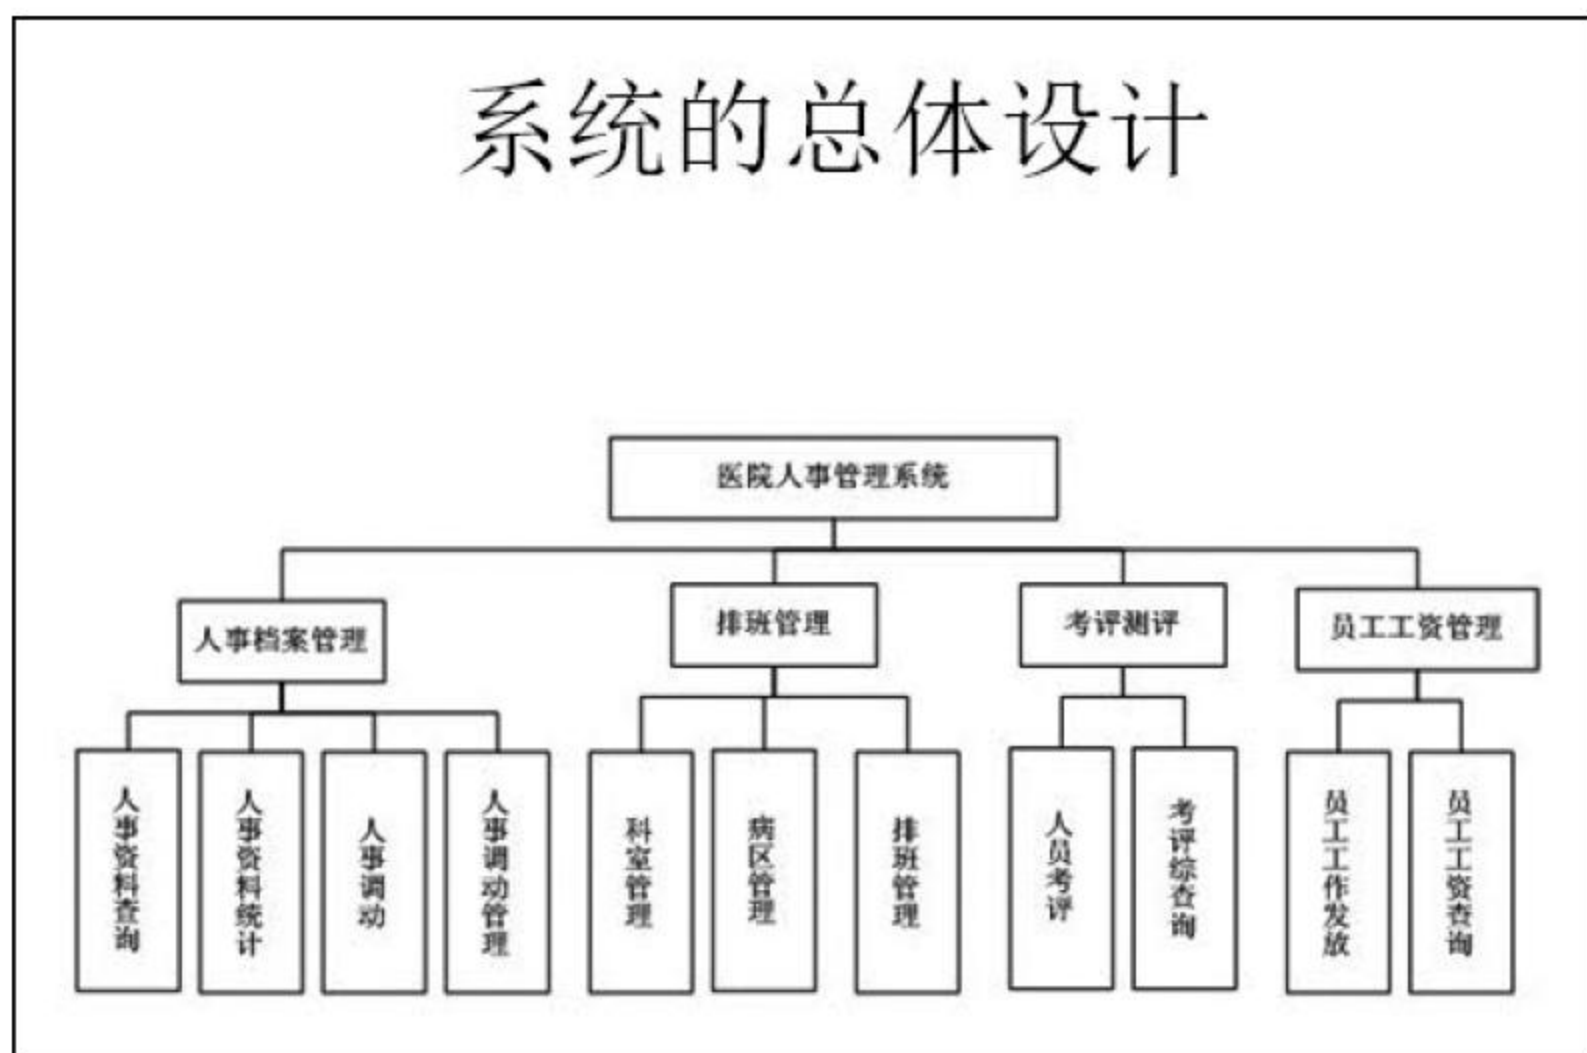 系统的总体设计
医院人事管理系统
人事档案管理
排班管理
考评测评
员工工资管理
人事资料查询
人事资料统计
人事调动
人事调动管理
科室管理
病区管理
排班管理
人员考评
考评综查询
员工工作发放
员工工资查询